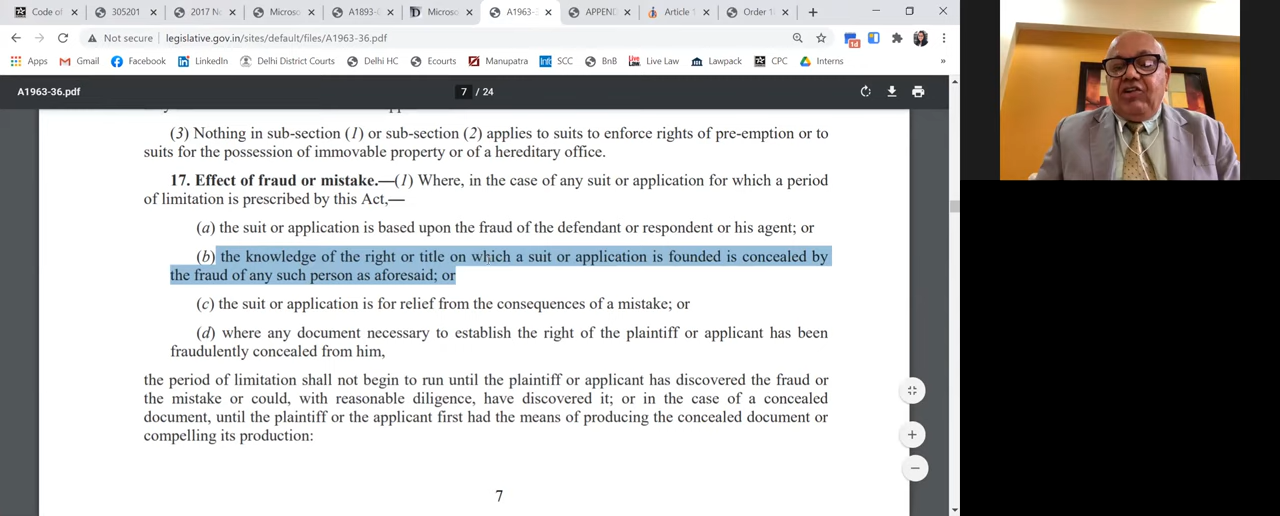 Code of
305201
2017 N
Microso
A1893-
Microso
A1963-3
APPEND
Article 1
Order 1
Not secure legislative.gov.in/sites/default/files/A1963-36.pdf
Apps Gmail Facebook LinkedIn Delhi District Courts Delhi HC Ecourts Manupatra SCC BnB Live Law Lawpack CPC Interns
A1963-36.pdf 7 / 24
(3) Nothing in sub-section (1) or sub-section (2) applies to suits to enforce rights of pre-emption or to
suits for the possession of immovable property or of a hereditary office.
17. Effect of fraud or mistake.—(1) Where, in the case of any suit or application for which a period
of limitation is prescribed by this Act,—
(a) the suit or application is based upon the fraud of the defendant or respondent or his agent; or
(b) the knowledge of the right or title on which a suit or application is founded is concealed by
the fraud of any such person as aforesaid; or
(c) the suit or application is for relief from the consequences of a mistake; or
(d) where any document necessary to establish the right of the plaintiff or applicant has been
fraudulently concealed from him,
the period of limitation shall not begin to run until the plaintiff or applicant has discovered the fraud or
the mistake or could, with reasonable diligence, have discovered it; or in the case of a concealed
document, until the plaintiff or the applicant first had the means of producing the concealed document or
compelling its production:
7